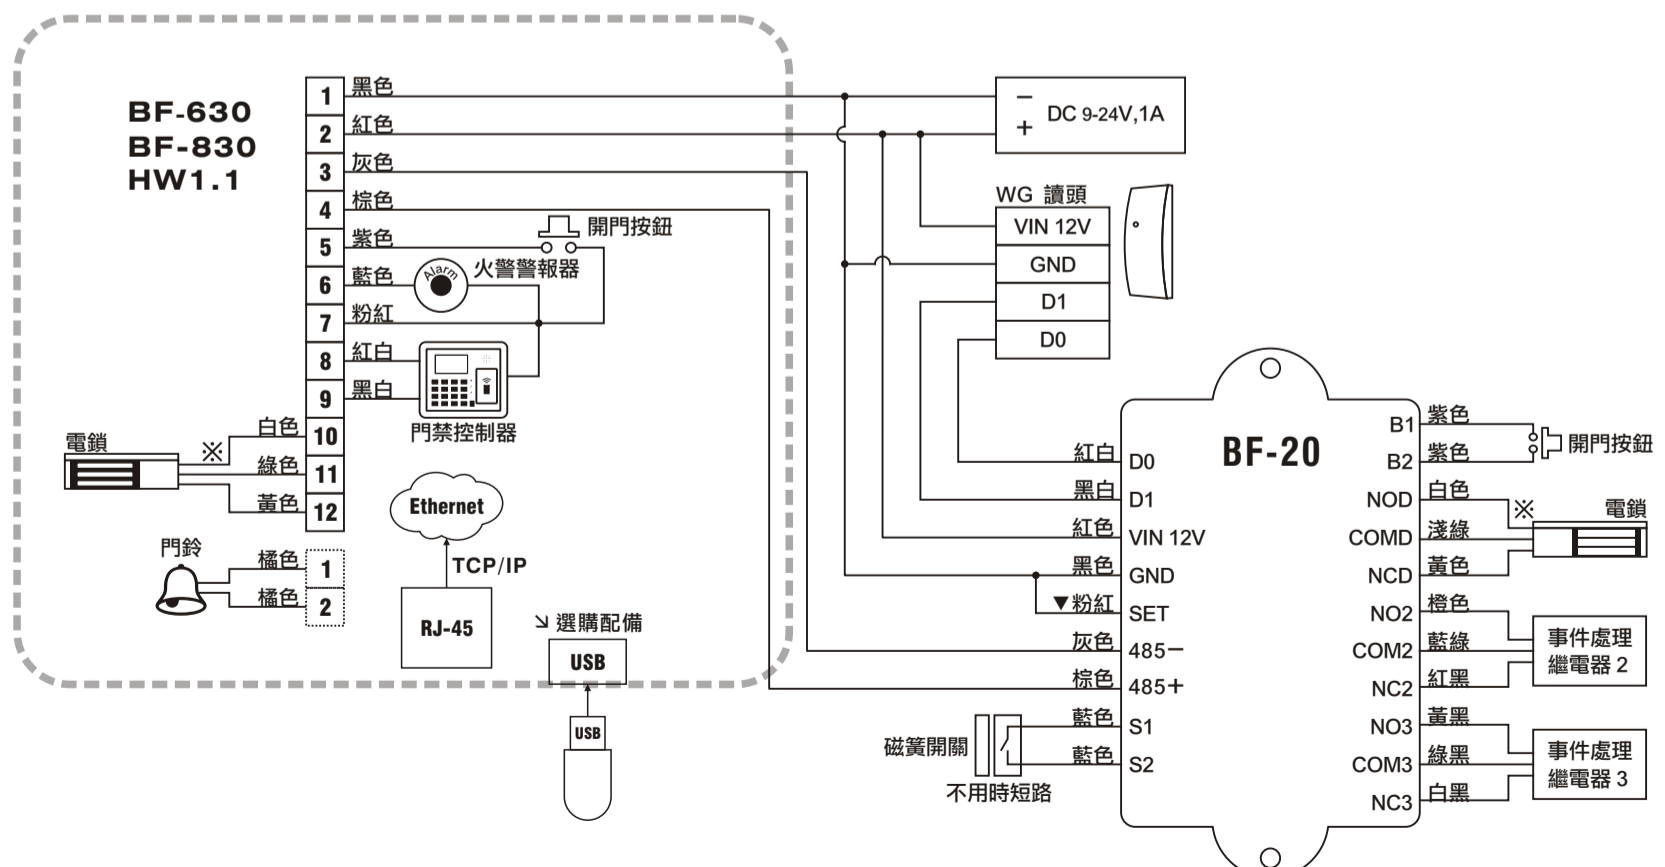 BF-630
BF-830
HW1.1
1 黑色
2 紅色
3 灰色
4 棕色
5 紫色
6 藍色
7 粉紅
8 紅白
9 黑白
白色 10
綠色 11
黃色 12
開門按鈕
Alarm
火警警報器
門禁控制器
電鎖
※
門鈴
橘色 1
橘色 2
Ethernet
TCP/IP
RJ-45
↘ 選購配備
USB
USB
− DC 9-24V,1A
+
WG 讀頭
VIN 12V
GND
D1
D0
BF-20
紅白 D0
黑白 D1
紅色 VIN 12V
黑色 GND
▼粉紅 SET
灰色 485−
棕色 485+
藍色 S1
藍色 S2
磁簧開關
不用時短路
B1 紫色
B2 紫色
開門按鈕
NOD 白色
COMD 淺綠
NCD 黃色
※
電鎖
NO2 橙色
COM2 藍綠
NC2 紅黑
事件處理
繼電器 2
NO3 黃黑
COM3 綠黑
NC3 白黑
事件處理
繼電器 3